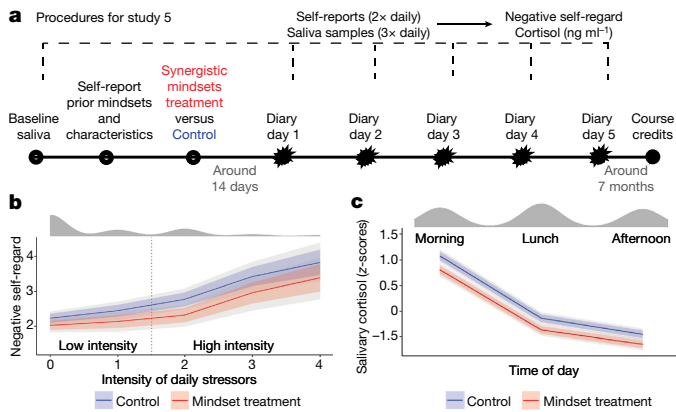 a Procedures for study 5
Self-reports (2× daily)
Saliva samples (3× daily)
Negative self-regard
Cortisol (ng ml⁻¹)
Baseline
saliva
Self-report
prior mindsets
and
characteristics
Synergistic
mindsets
treatment
versus
Control
Diary
day 1
Diary
day 2
Diary
day 3
Diary
day 4
Diary
day 5
Course
credits
Around
14 days
Around
7 months
b
Negative self-regard
4
3
2
Low intensity
High intensity
0 1 2 3 4
Intensity of daily stressors
Control Mindset treatment
c
Morning Lunch Afternoon
Salivary cortisol (z-scores)
1.5
1.0
0.5
0
−1.5
Time of day
Control Mindset treatment